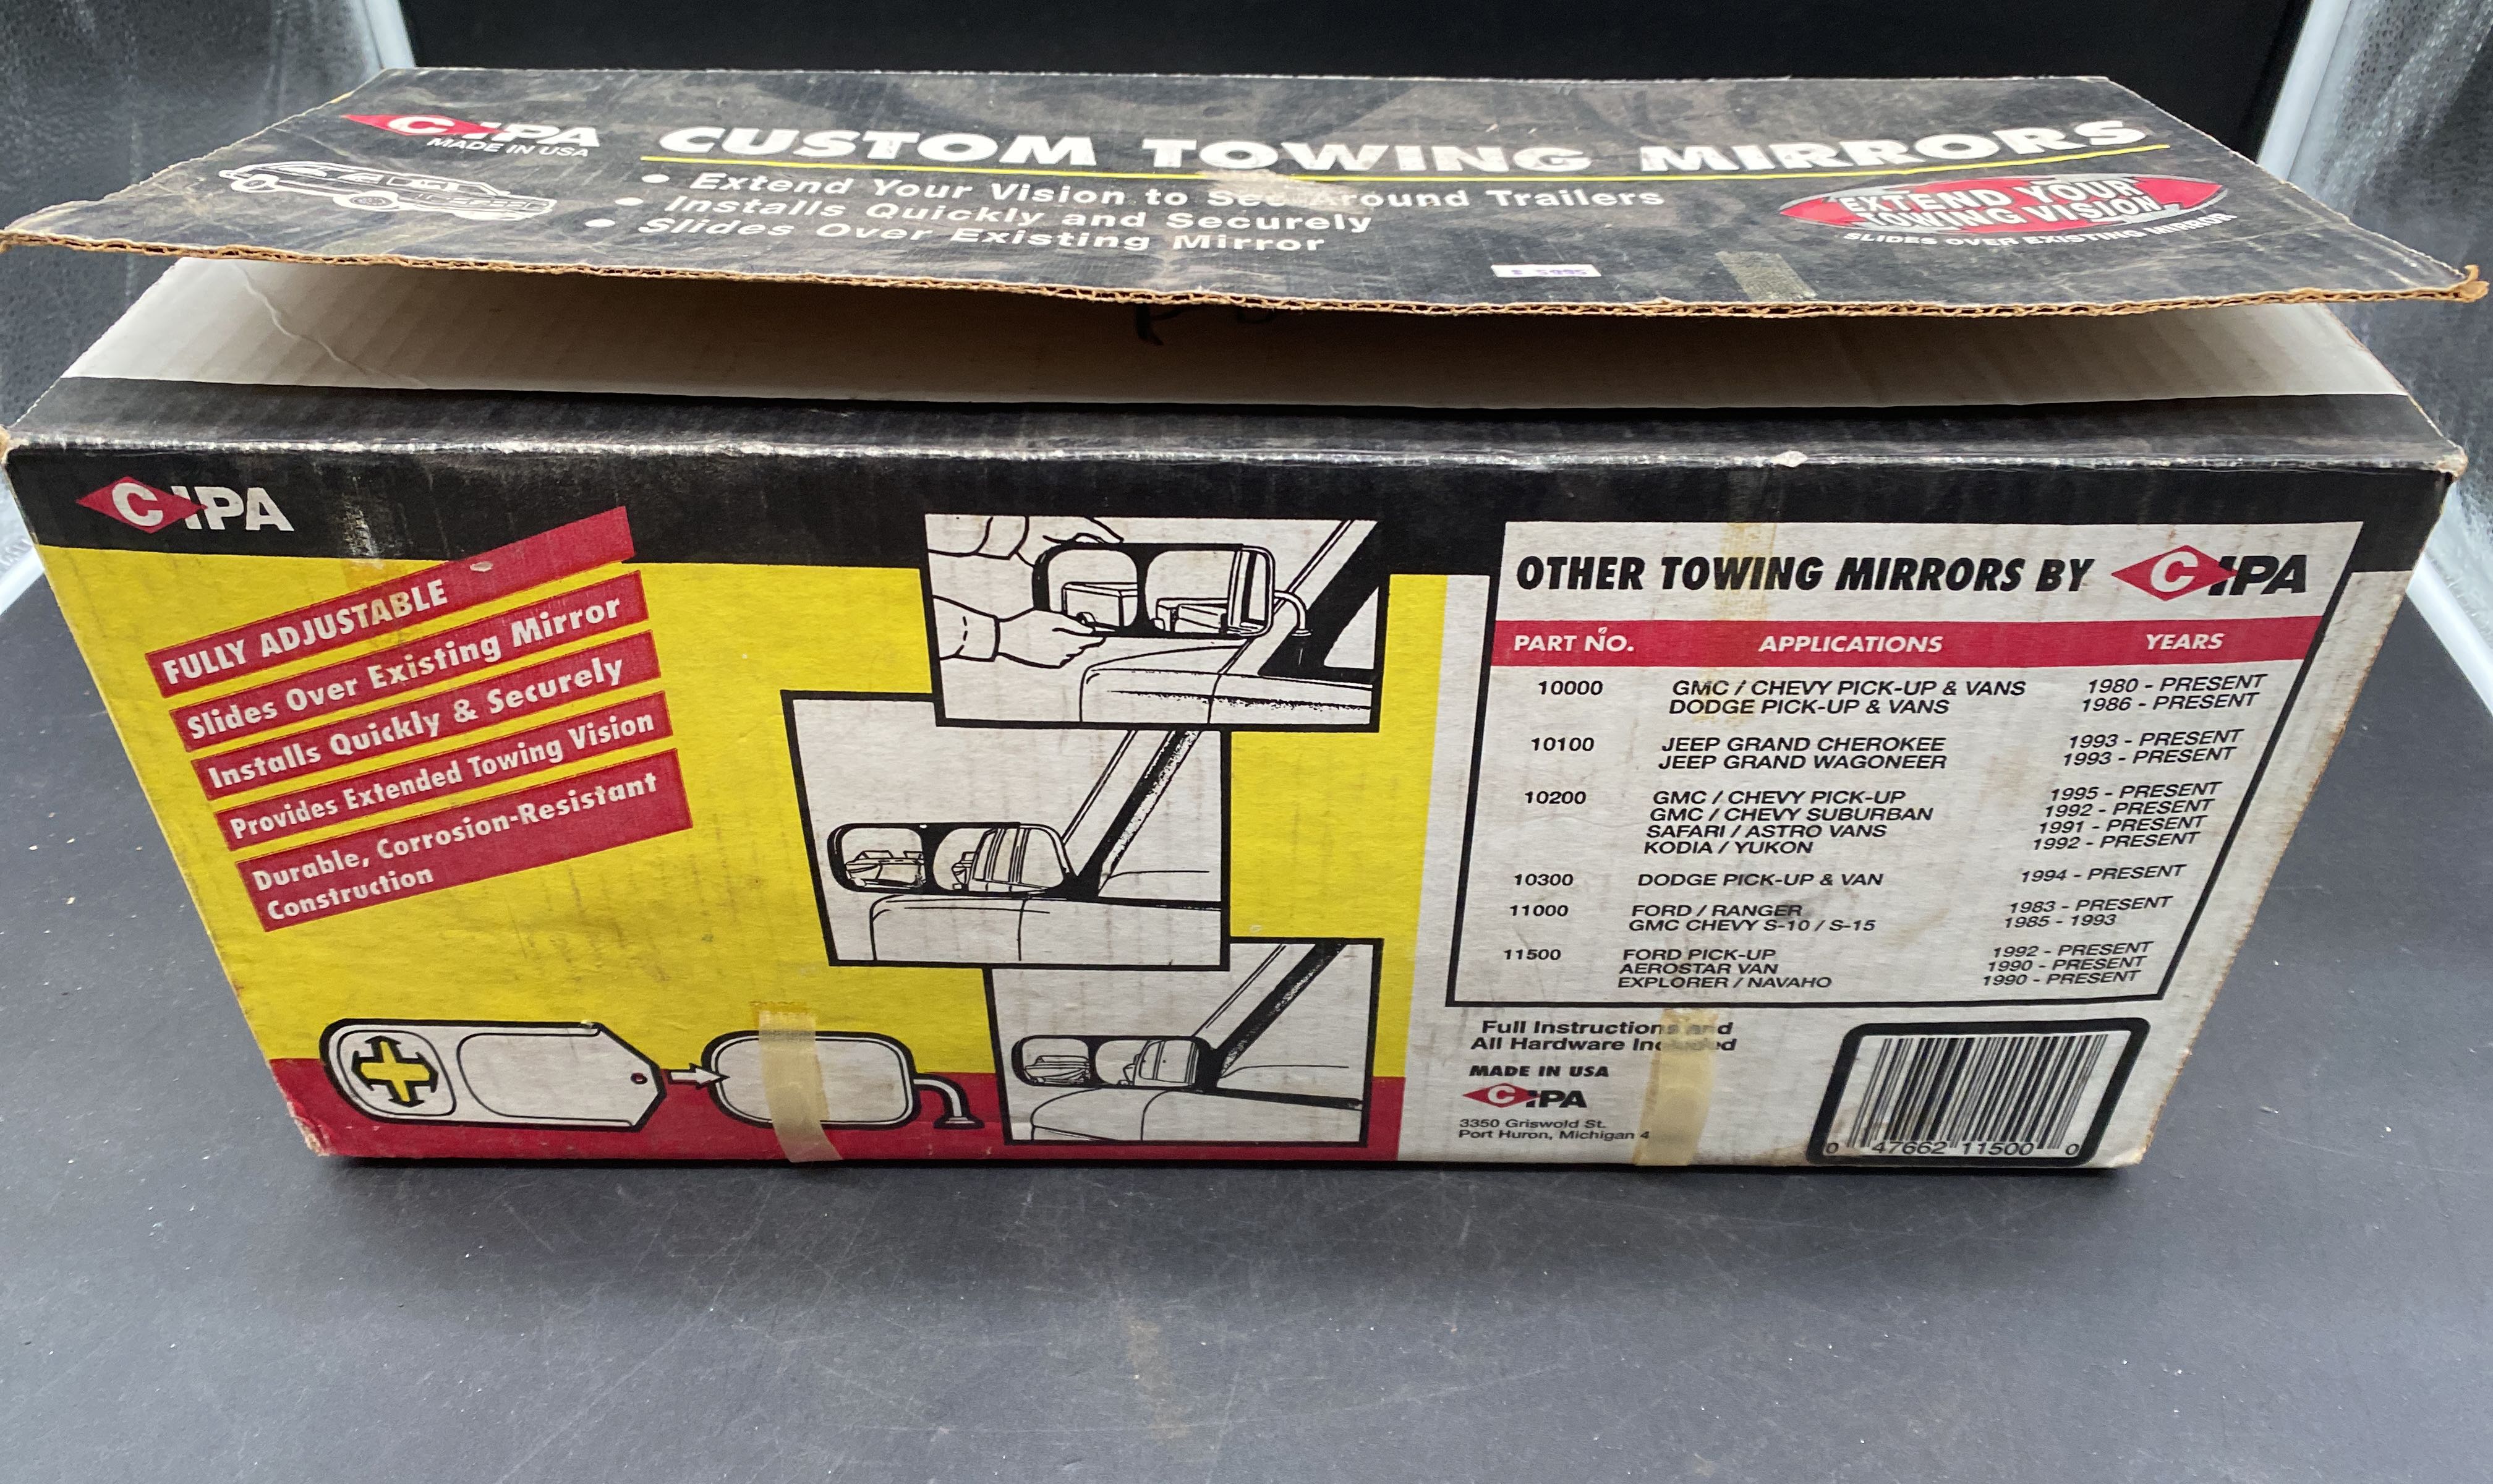 CIPA
MADE IN USA
CUSTOM TOWING MIRRORS
• Extend Your Vision to See Around Trailers
• Installs Quickly and Securely
• Slides Over Existing Mirror
EXTEND YOUR
TOWING VISION
SLIDES OVER EXISTING MIRROR
CIPA
FULLY ADJUSTABLE
Slides Over Existing Mirror
Installs Quickly & Securely
Provides Extended Towing Vision
Durable, Corrosion-Resistant
Construction
OTHER TOWING MIRRORS BY CIPA
PART NO. APPLICATIONS YEARS
10000 GMC / CHEVY PICK-UP & VANS 1980 - PRESENT
DODGE PICK-UP & VANS 1986 - PRESENT
10100 JEEP GRAND CHEROKEE 1993 - PRESENT
JEEP GRAND WAGONEER 1993 - PRESENT
10200 GMC / CHEVY PICK-UP 1995 - PRESENT
GMC / CHEVY SUBURBAN 1992 - PRESENT
SAFARI / ASTRO VANS 1991 - PRESENT
KODIA / YUKON 1992 - PRESENT
10300 DODGE PICK-UP & VAN 1994 - PRESENT
11000 FORD / RANGER 1983 - PRESENT
GMC CHEVY S-10 / S-15 1985 - 1993
11500 FORD PICK-UP 1992 - PRESENT
AEROSTAR VAN 1990 - PRESENT
EXPLORER / NAVAHO 1990 - PRESENT
Full Instructions and
All Hardware Included
MADE IN USA
CIPA
3350 Griswold St.
Port Huron, Michigan 4
0 47662 11500 0